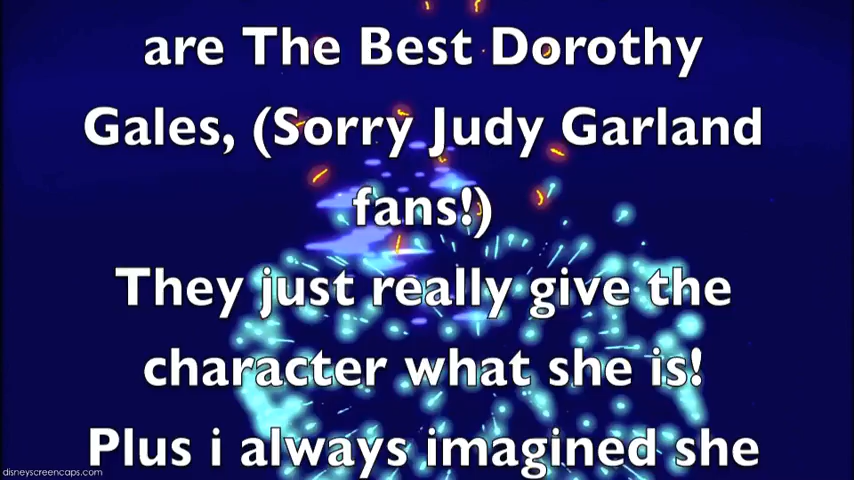 are The Best Dorothy
Gales, (Sorry Judy Garland
fans!)
They just really give the
character what she is!
Plus i always imagined she
disneyscreencaps.com